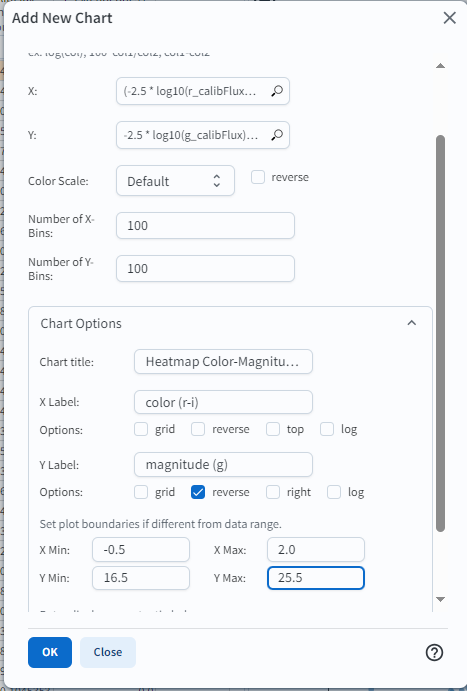 Add New Chart
ex: log(col), 100*col1/col2, col1-col2
X:
(-2.5 * log10(r_calibFlux...
Y:
-2.5 * log10(g_calibFlux)...
Color Scale:
Default
reverse
Number of X-
Bins:
100
Number of Y-
Bins:
100
Chart Options
Chart title:
Heatmap Color-Magnitu...
X Label:
color (r-i)
Options:
grid
reverse
top
log
Y Label:
magnitude (g)
Options:
grid
reverse
right
log
Set plot boundaries if different from data range.
X Min:
-0.5
X Max:
2.0
Y Min:
16.5
Y Max:
25.5
OK
Close